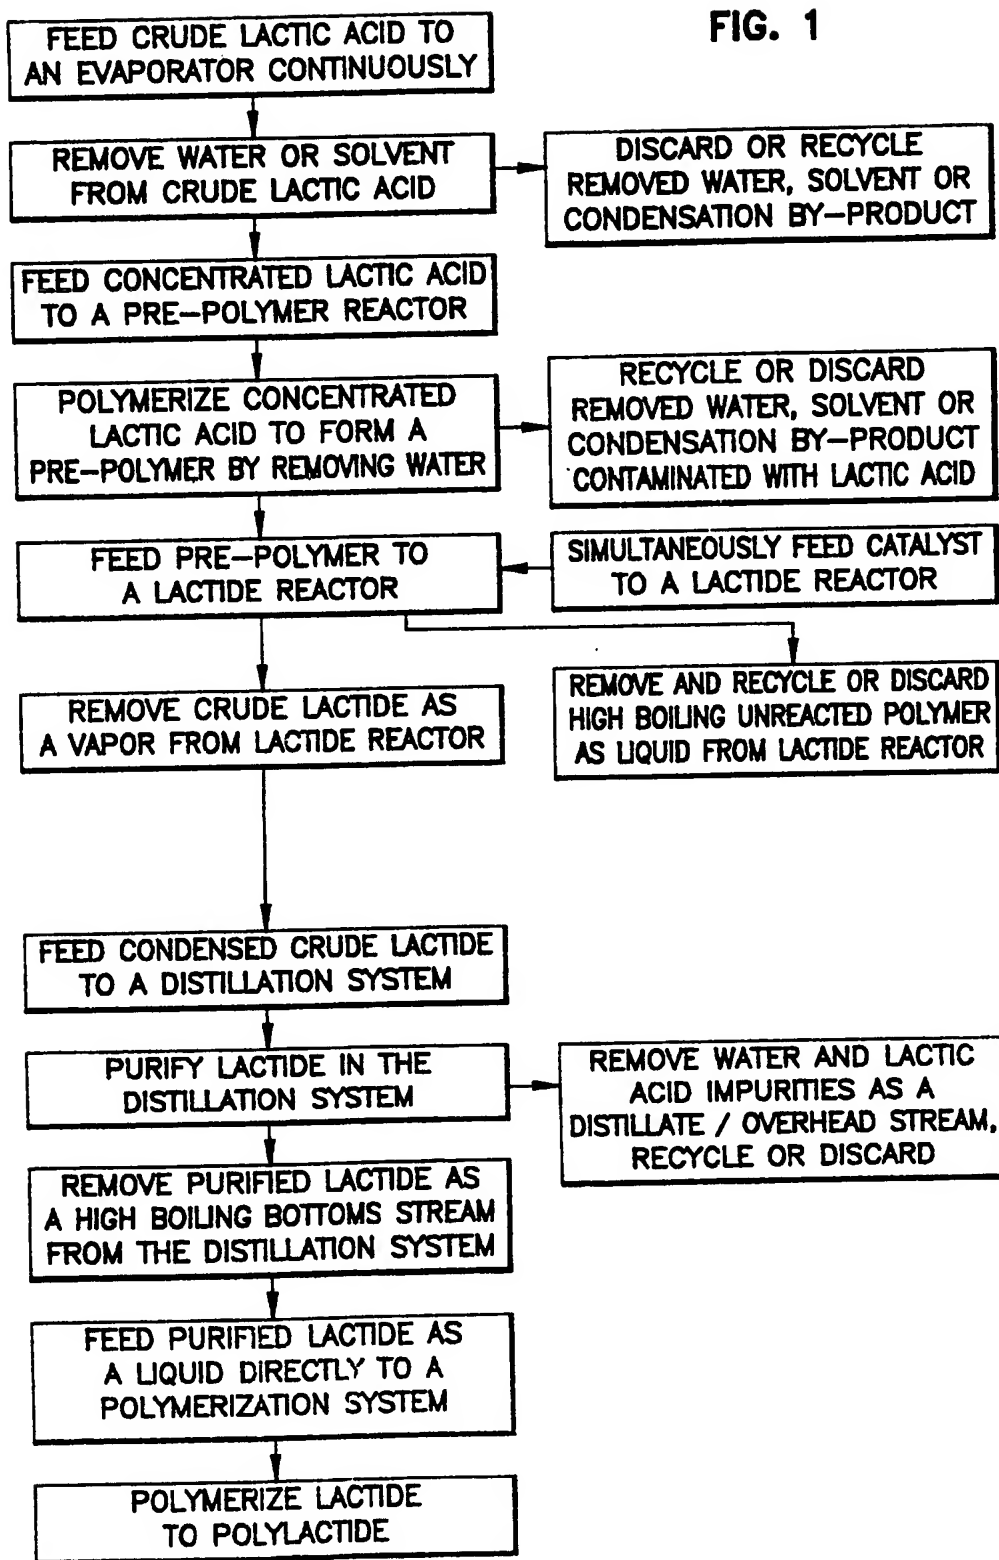 FIG. 1
FEED CRUDE LACTIC ACID TO
AN EVAPORATOR CONTINUOUSLY
REMOVE WATER OR SOLVENT
FROM CRUDE LACTIC ACID
DISCARD OR RECYCLE
REMOVED WATER, SOLVENT OR
CONDENSATION BY-PRODUCT
FEED CONCENTRATED LACTIC ACID
TO A PRE-POLYMER REACTOR
POLYMERIZE CONCENTRATED
LACTIC ACID TO FORM A
PRE-POLYMER BY REMOVING WATER
RECYCLE OR DISCARD
REMOVED WATER, SOLVENT OR
CONDENSATION BY-PRODUCT
CONTAMINATED WITH LACTIC ACID
FEED PRE-POLYMER TO
A LACTIDE REACTOR
SIMULTANEOUSLY FEED CATALYST
TO A LACTIDE REACTOR
REMOVE CRUDE LACTIDE AS
A VAPOR FROM LACTIDE REACTOR
REMOVE AND RECYCLE OR DISCARD
HIGH BOILING UNREACTED POLYMER
AS LIQUID FROM LACTIDE REACTOR
FEED CONDENSED CRUDE LACTIDE
TO A DISTILLATION SYSTEM
PURIFY LACTIDE IN THE
DISTILLATION SYSTEM
REMOVE WATER AND LACTIC
ACID IMPURITIES AS A
DISTILLATE / OVERHEAD STREAM,
RECYCLE OR DISCARD
REMOVE PURIFIED LACTIDE AS
A HIGH BOILING BOTTOMS STREAM
FROM THE DISTILLATION SYSTEM
FEED PURIFIED LACTIDE AS
A LIQUID DIRECTLY TO A
POLYMERIZATION SYSTEM
POLYMERIZE LACTIDE
TO POLYLACTIDE